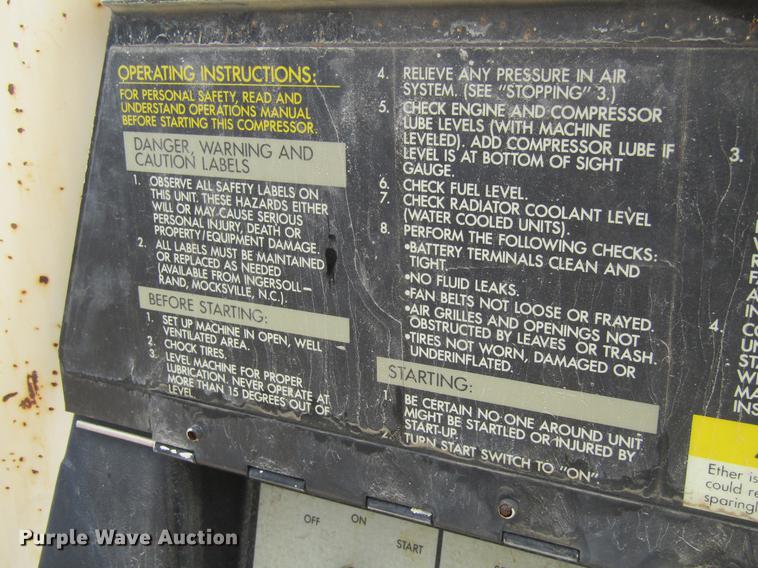 OPERATING INSTRUCTIONS:
FOR PERSONAL SAFETY, READ AND
UNDERSTAND OPERATIONS MANUAL
BEFORE STARTING THIS COMPRESSOR.
DANGER, WARNING AND
CAUTION LABELS
1. OBSERVE ALL SAFETY LABELS ON
THIS UNIT. THESE HAZARDS EITHER
WILL OR MAY CAUSE SERIOUS
PERSONAL INJURY, DEATH OR
PROPERTY/EQUIPMENT DAMAGE.
2. ALL LABELS MUST BE MAINTAINED
OR REPLACED AS NEEDED
(AVAILABLE FROM INGERSOLL–
RAND, MOCKSVILLE, N.C.).
BEFORE STARTING:
1. SET UP MACHINE IN OPEN, WELL
VENTILATED AREA.
2. CHOCK TIRES.
3. LEVEL MACHINE FOR PROPER
LUBRICATION. NEVER OPERATE AT
MORE THAN 15 DEGREES OUT OF
LEVEL.
4. RELIEVE ANY PRESSURE IN AIR
SYSTEM. (SEE "STOPPING" 3.)
5. CHECK ENGINE AND COMPRESSOR
LUBE LEVELS (WITH MACHINE
LEVELED). ADD COMPRESSOR LUBE IF
LEVEL IS AT BOTTOM OF SIGHT
GAUGE.
6. CHECK FUEL LEVEL.
7. CHECK RADIATOR COOLANT LEVEL
(WATER COOLED UNITS).
8. PERFORM THE FOLLOWING CHECKS:
•BATTERY TERMINALS CLEAN AND
TIGHT.
•NO FLUID LEAKS.
•FAN BELTS NOT LOOSE OR FRAYED.
•AIR GRILLES AND OPENINGS NOT
OBSTRUCTED BY LEAVES OR TRASH.
•TIRES NOT WORN, DAMAGED OR
UNDERINFLATED.
STARTING:
1. BE CERTAIN NO ONE AROUND UNIT
MIGHT BE STARTLED OR INJURED BY
START-UP.
2. TURN START SWITCH TO "ON".
3.
4.
Ether is
could re
sparingl
OFF ON
START
Purple Wave Auction